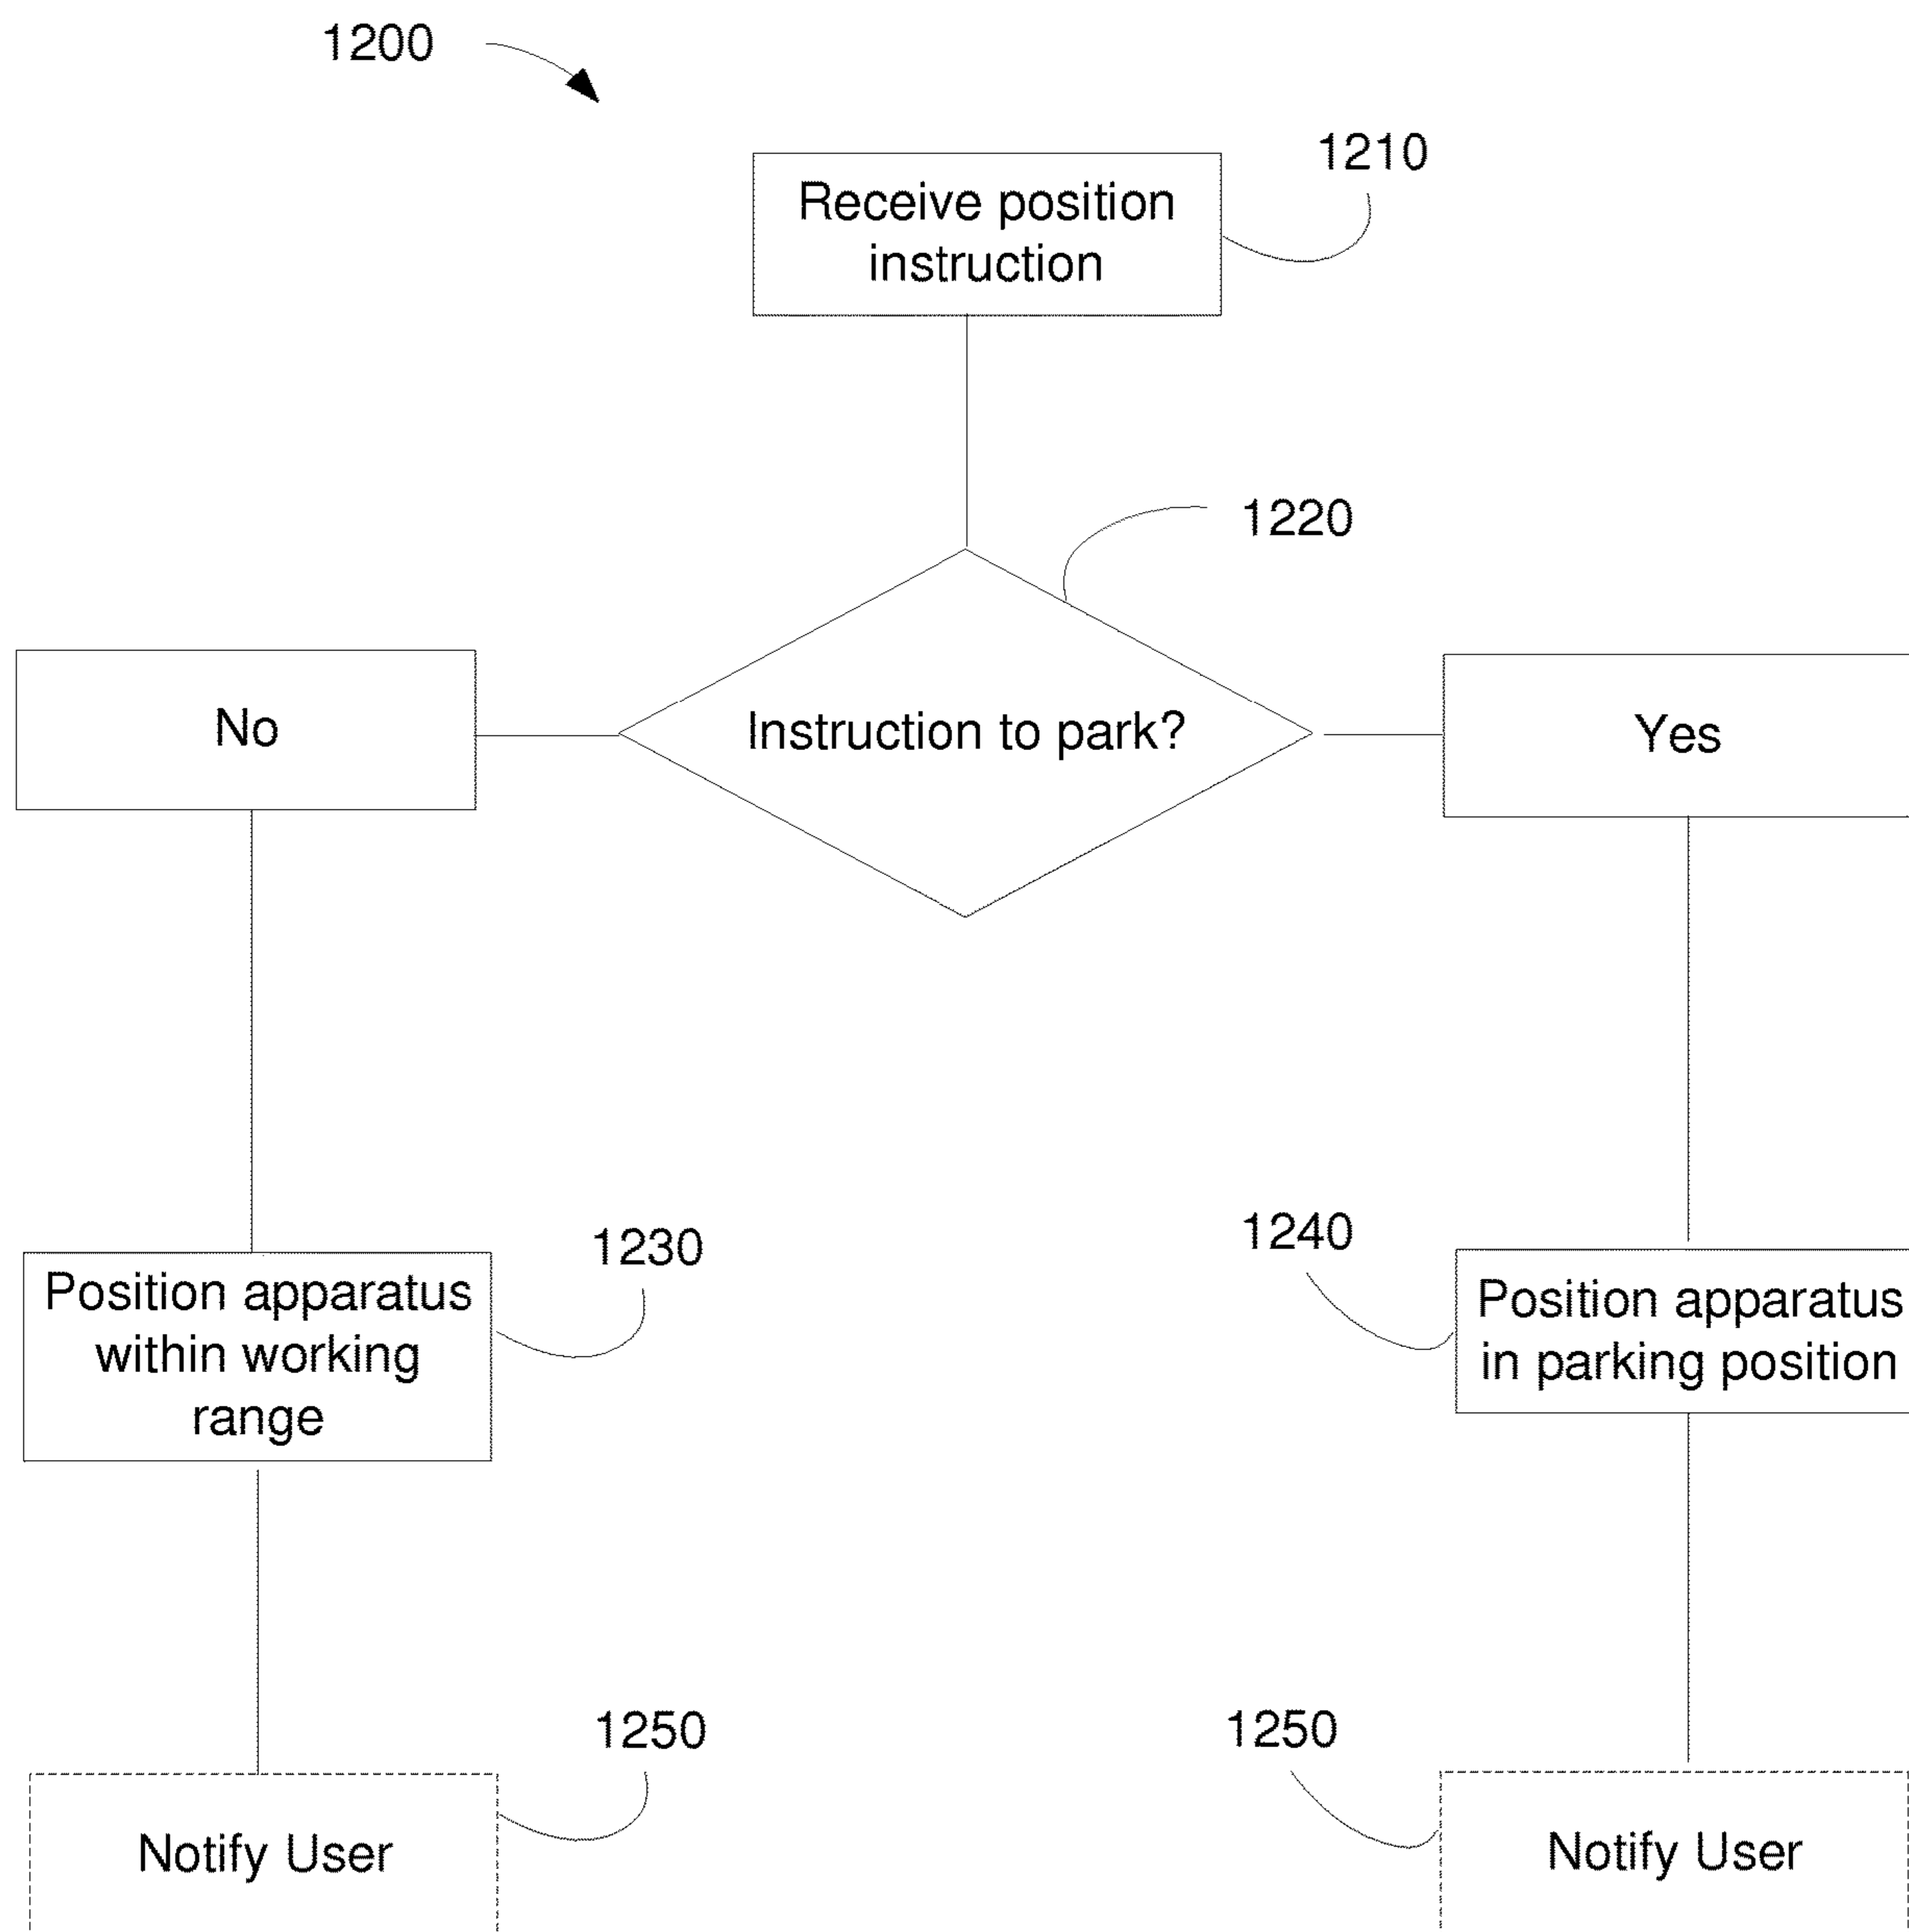 1200
1210
Receive position
instruction
1220
No
Instruction to park?
Yes
1230
Position apparatus
within working
range
1240
Position apparatus
in parking position
1250
Notify User
1250
Notify User